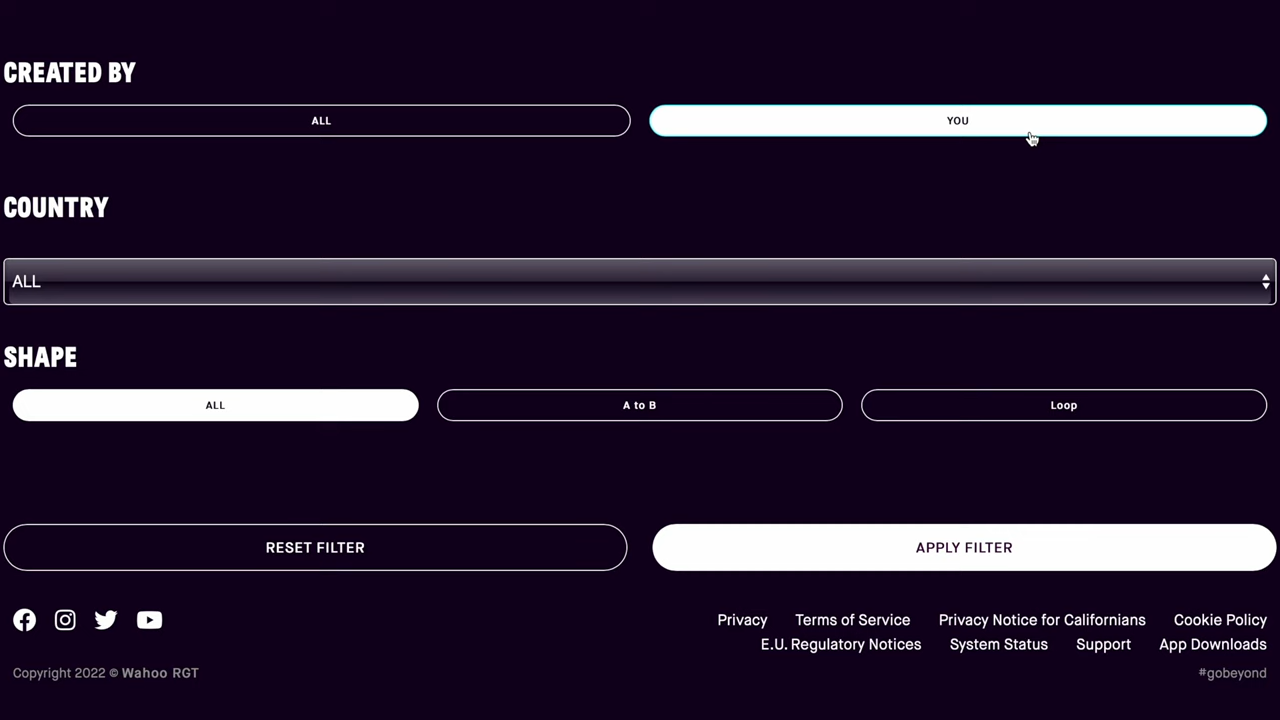 CREATED BY
ALL YOU
COUNTRY
ALL
SHAPE
ALL A to B Loop
RESET FILTER APPLY FILTER
Privacy Terms of Service Privacy Notice for Californians Cookie Policy
E.U. Regulatory Notices System Status Support App Downloads
Copyright 2022 © Wahoo RGT #gobeyond